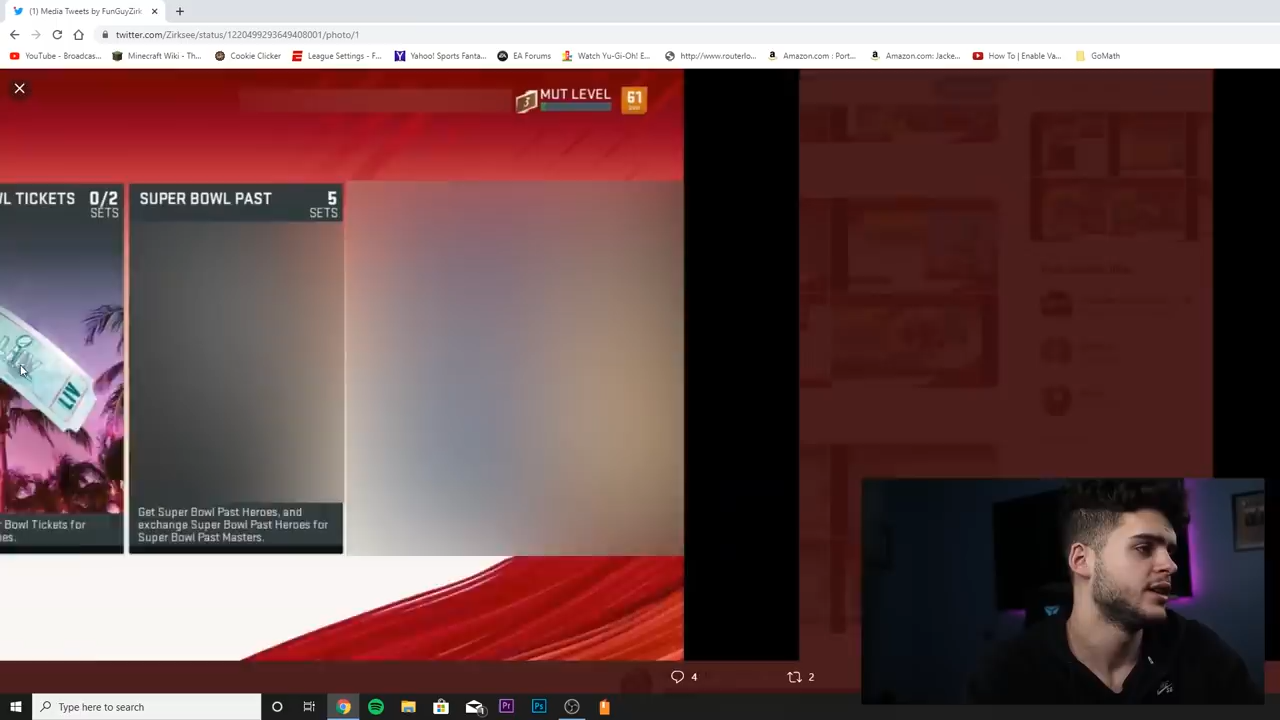 (1) Media Tweets by FunGuyZirk
twitter.com/Zirksee/status/1220499293649408001/photo/1
YouTube - Broadcas...
Minecraft Wiki - Th...
Cookie Clicker
League Settings - F...
Yahoo! Sports Fanta...
EA Forums
Watch Yu-Gi-Oh! E...
http://www.routerlo...
Amazon.com : Port...
Amazon.com: Jacke...
How To | Enable Va...
GoMath
3
MUT LEVEL
61
L TICKETS 0/2
SETS
SUPER BOWL PAST 5
SETS
LIV
Bowl Tickets for
es.
Get Super Bowl Past Heroes, and
exchange Super Bowl Past Heroes for
Super Bowl Past Masters.
4
2
Type here to search